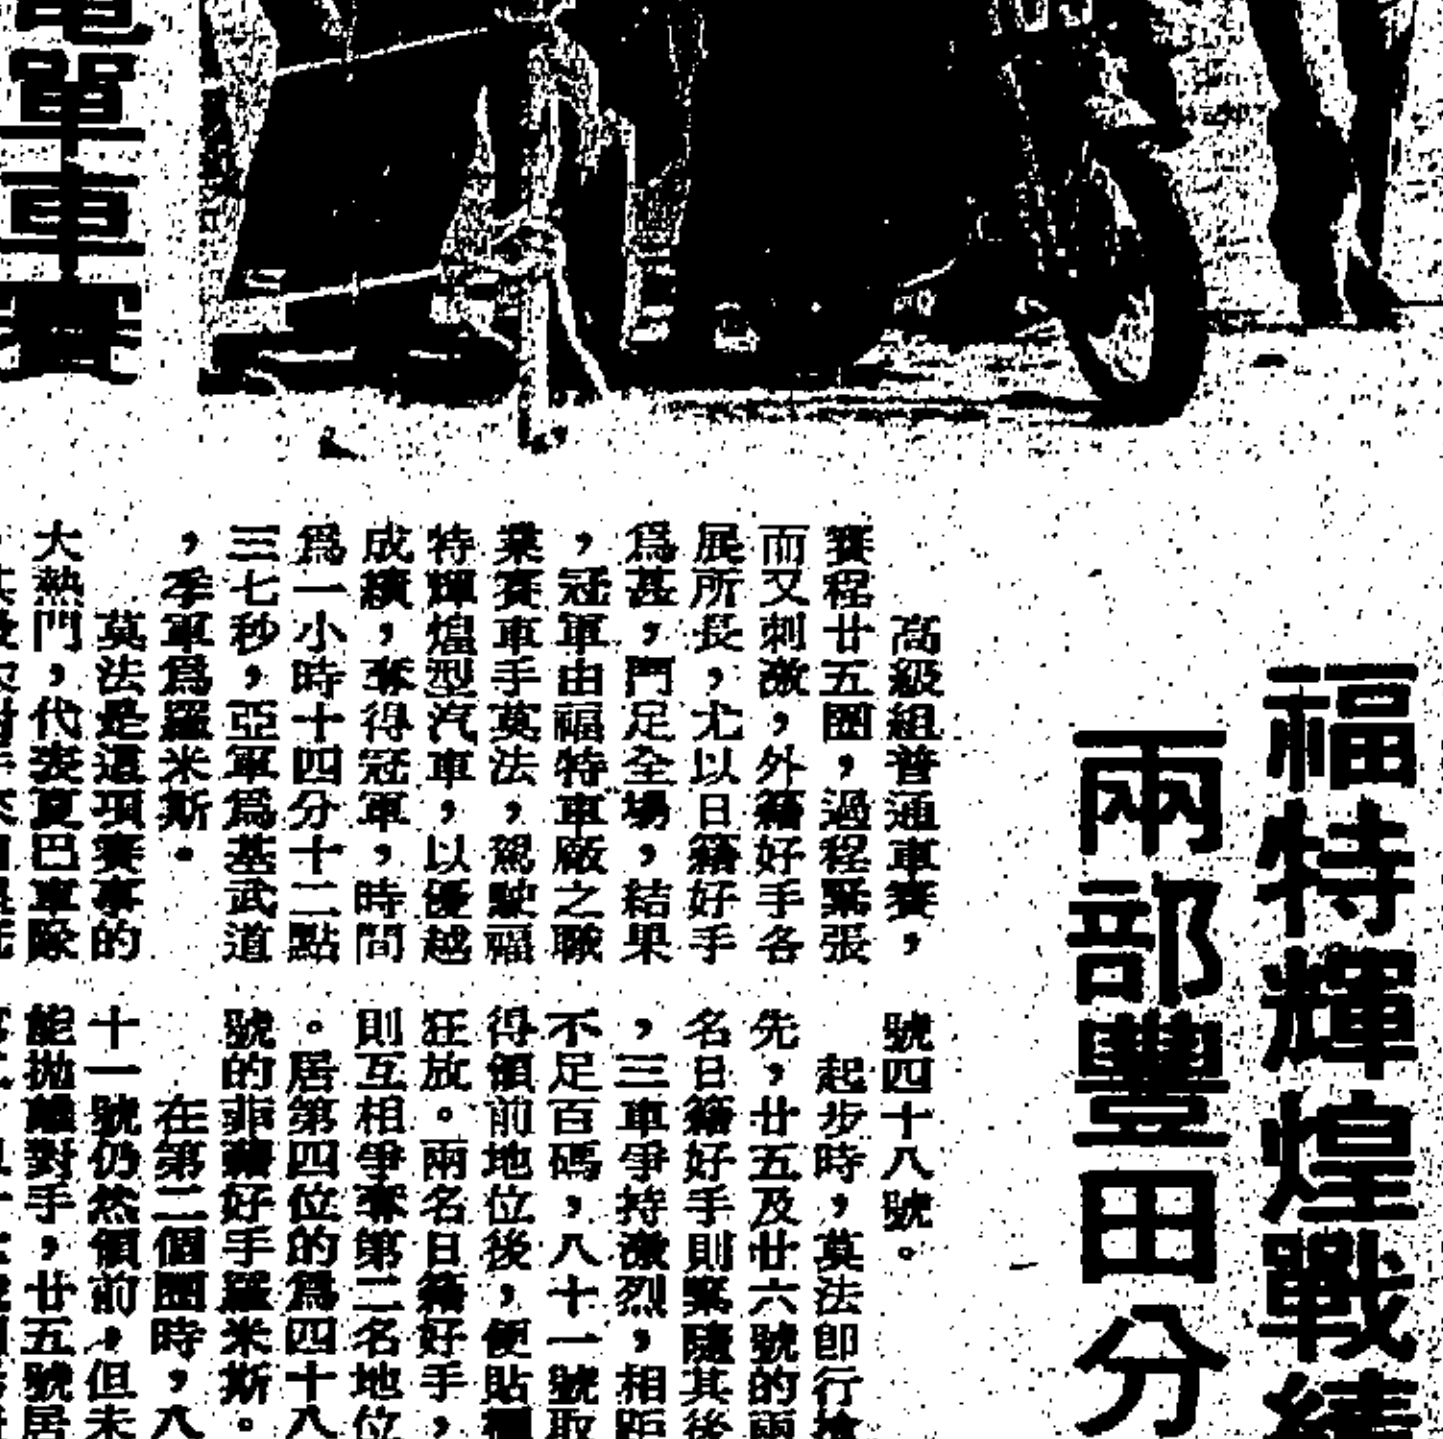 福特輝煌戰績
兩部豐田分
高級組普通車賽，
賽程廿五圈，過程緊張
而又刺激，外籍好手各
展所長，尤以日籍好手
爲甚，鬥足全場，結果
，冠軍由福特車廠之職
業賽車手莫法，駕駛福
特輝煌型汽車，以優越
成績，奪得冠軍，時間
爲一小時十四分十二點
三七秒，亞軍爲基武道
，季軍爲羅米斯。
莫法是這項賽事的
大熱門，代表夏巴車隊
號四十八號。
起步時，莫法即行搶
先，廿五及廿六號的兩
名日籍好手則緊隨其後
，三車爭持激烈，相距
不足百碼，八十一號取
得領前地位後，便貼欄
狂放。兩名日籍好手，
則互相爭奪第二名地位
。居第四位的爲四十八
號的菲籍好手羅米斯。
在第二個圈時，八
十一號仍然領前，但未
能拋離對手，廿五號居
電單車賽